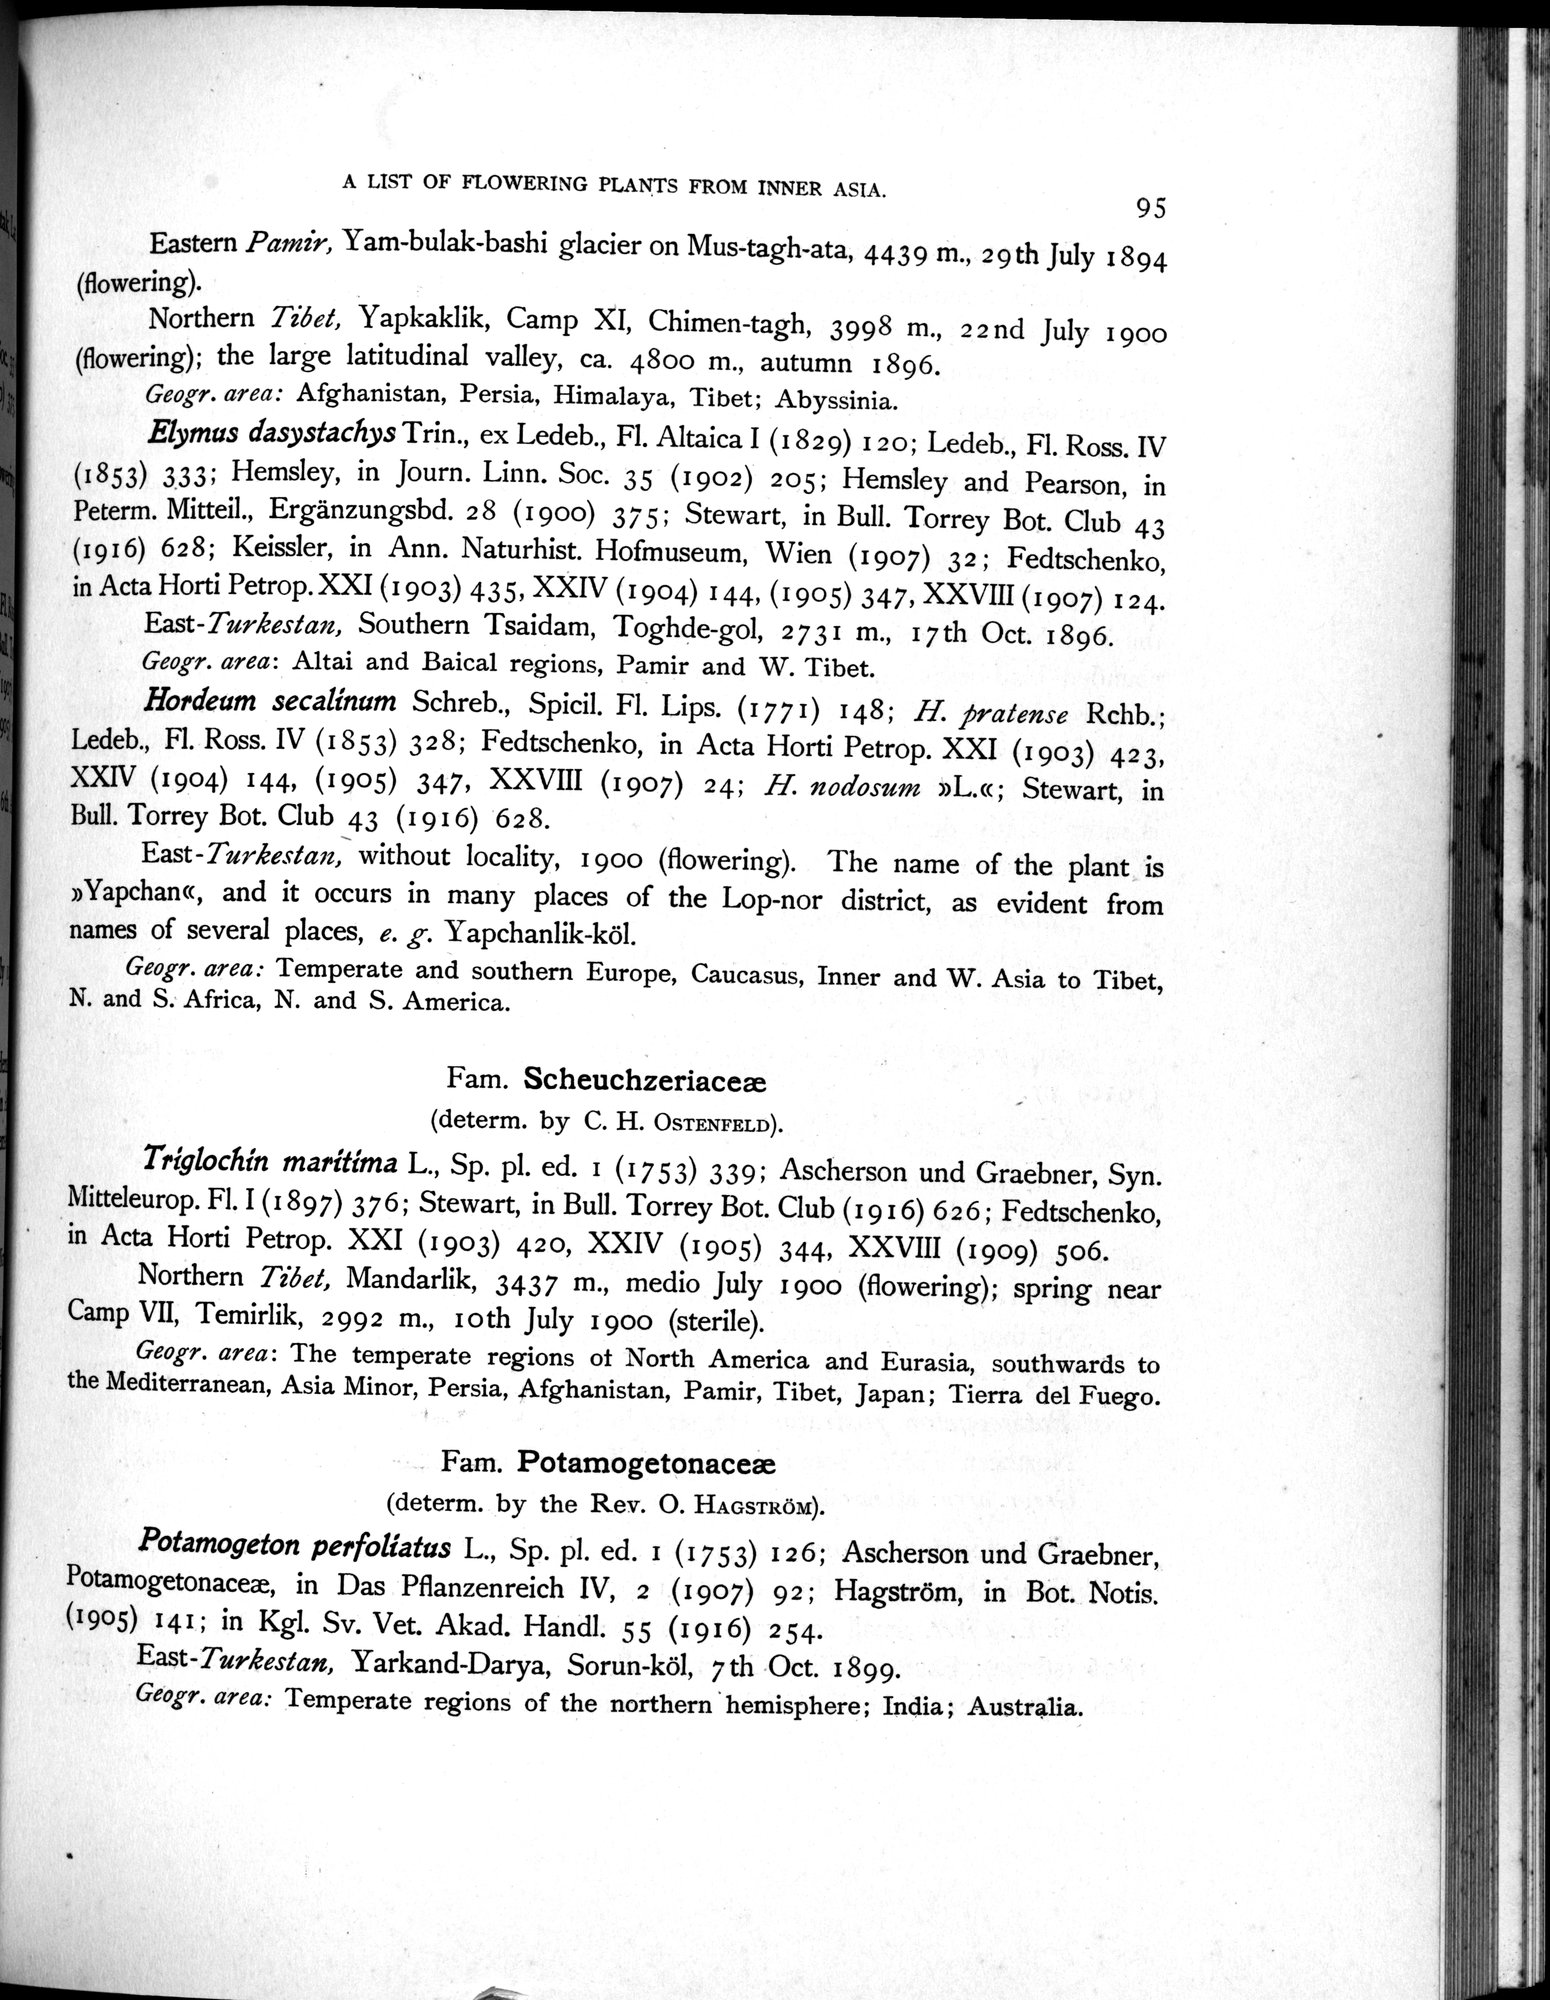 A LIST OF FLOWERING PLANTS FROM INNER ASIA.
95
Eastern Pamir, Yam-bulak-bashi glacier on Mus-tagh-ata, 4439 m., 29th July 1894
(flowering).
Northern Tibet, Yapkaklik, Camp XI, Chimen-tagh, 3998 m., 22nd July 1900
(flowering); the large latitudinal valley, ca. 4800 m., autumn 1896.
Geogr. area: Afghanistan, Persia, Himalaya, Tibet; Abyssinia.
Elymus dasystachys Trin., ex Ledeb., Fl. Altaica I (1829) 120; Ledeb., Fl. Ross. IV
(1853) 333; Hemsley, in Journ. Linn. Soc. 35 (1902) 205; Hemsley and Pearson, in
Peterm. Mitteil., Ergänzungsbd. 28 (1900) 375; Stewart, in Bull. Torrey Bot. Club 43
(1916) 628; Keissler, in Ann. Naturhist. Hofmuseum, Wien (1907) 32; Fedtschenko,
in Acta Horti Petrop. XXI (1903) 435, XXIV (1904) 144, (1905) 347, XXVIII (1907) 124.
East-Turkestan, Southern Tsaidam, Toghde-gol, 2731 m., 17th Oct. 1896.
Geogr. area: Altai and Baical regions, Pamir and W. Tibet.
Hordeum secalinum Schreb., Spicil. Fl. Lips. (1771) 148; H. pratense Rchb.;
Ledeb., Fl. Ross. IV (1853) 328; Fedtschenko, in Acta Horti Petrop. XXI (1903) 423,
XXIV (1904) 144, (1905) 347, XXVIII (1907) 24; H. nodosum »L.«; Stewart, in
Bull. Torrey Bot. Club 43 (1916) 628.
East-Turkestan, without locality, 1900 (flowering). The name of the plant is
»Yapchan«, and it occurs in many places of the Lop-nor district, as evident from
names of several places, e. g. Yapchanlik-köl.
Geogr. area: Temperate and southern Europe, Caucasus, Inner and W. Asia to Tibet,
N. and S. Africa, N. and S. America.
Fam. Scheuchzeriaceæ
(determ. by C. H. OSTENFELD).
Triglochin maritima L., Sp. pl. ed. 1 (1753) 339; Ascherson und Graebner, Syn.
Mitteleurop. Fl. I (1897) 376; Stewart, in Bull. Torrey Bot. Club (1916) 626; Fedtschenko,
in Acta Horti Petrop. XXI (1903) 420, XXIV (1905) 344, XXVIII (1909) 506.
Northern Tibet, Mandarlik, 3437 m., medio July 1900 (flowering); spring near
Camp VII, Temirlik, 2992 m., 10th July 1900 (sterile).
Geogr. area: The temperate regions of North America and Eurasia, southwards to
the Mediterranean, Asia Minor, Persia, Afghanistan, Pamir, Tibet, Japan; Tierra del Fuego.
Fam. Potamogetonaceæ
(determ. by the Rev. O. HAGSTRÖM).
Potamogeton perfoliatus L., Sp. pl. ed. 1 (1753) 126; Ascherson und Graebner,
Potamogetonaceæ, in Das Pflanzenreich IV, 2 (1907) 92; Hagström, in Bot. Notis.
(1905) 141; in Kgl. Sv. Vet. Akad. Handl. 55 (1916) 254.
East-Turkestan, Yarkand-Darya, Sorun-köl, 7th Oct. 1899.
Geogr. area: Temperate regions of the northern hemisphere; India; Australia.